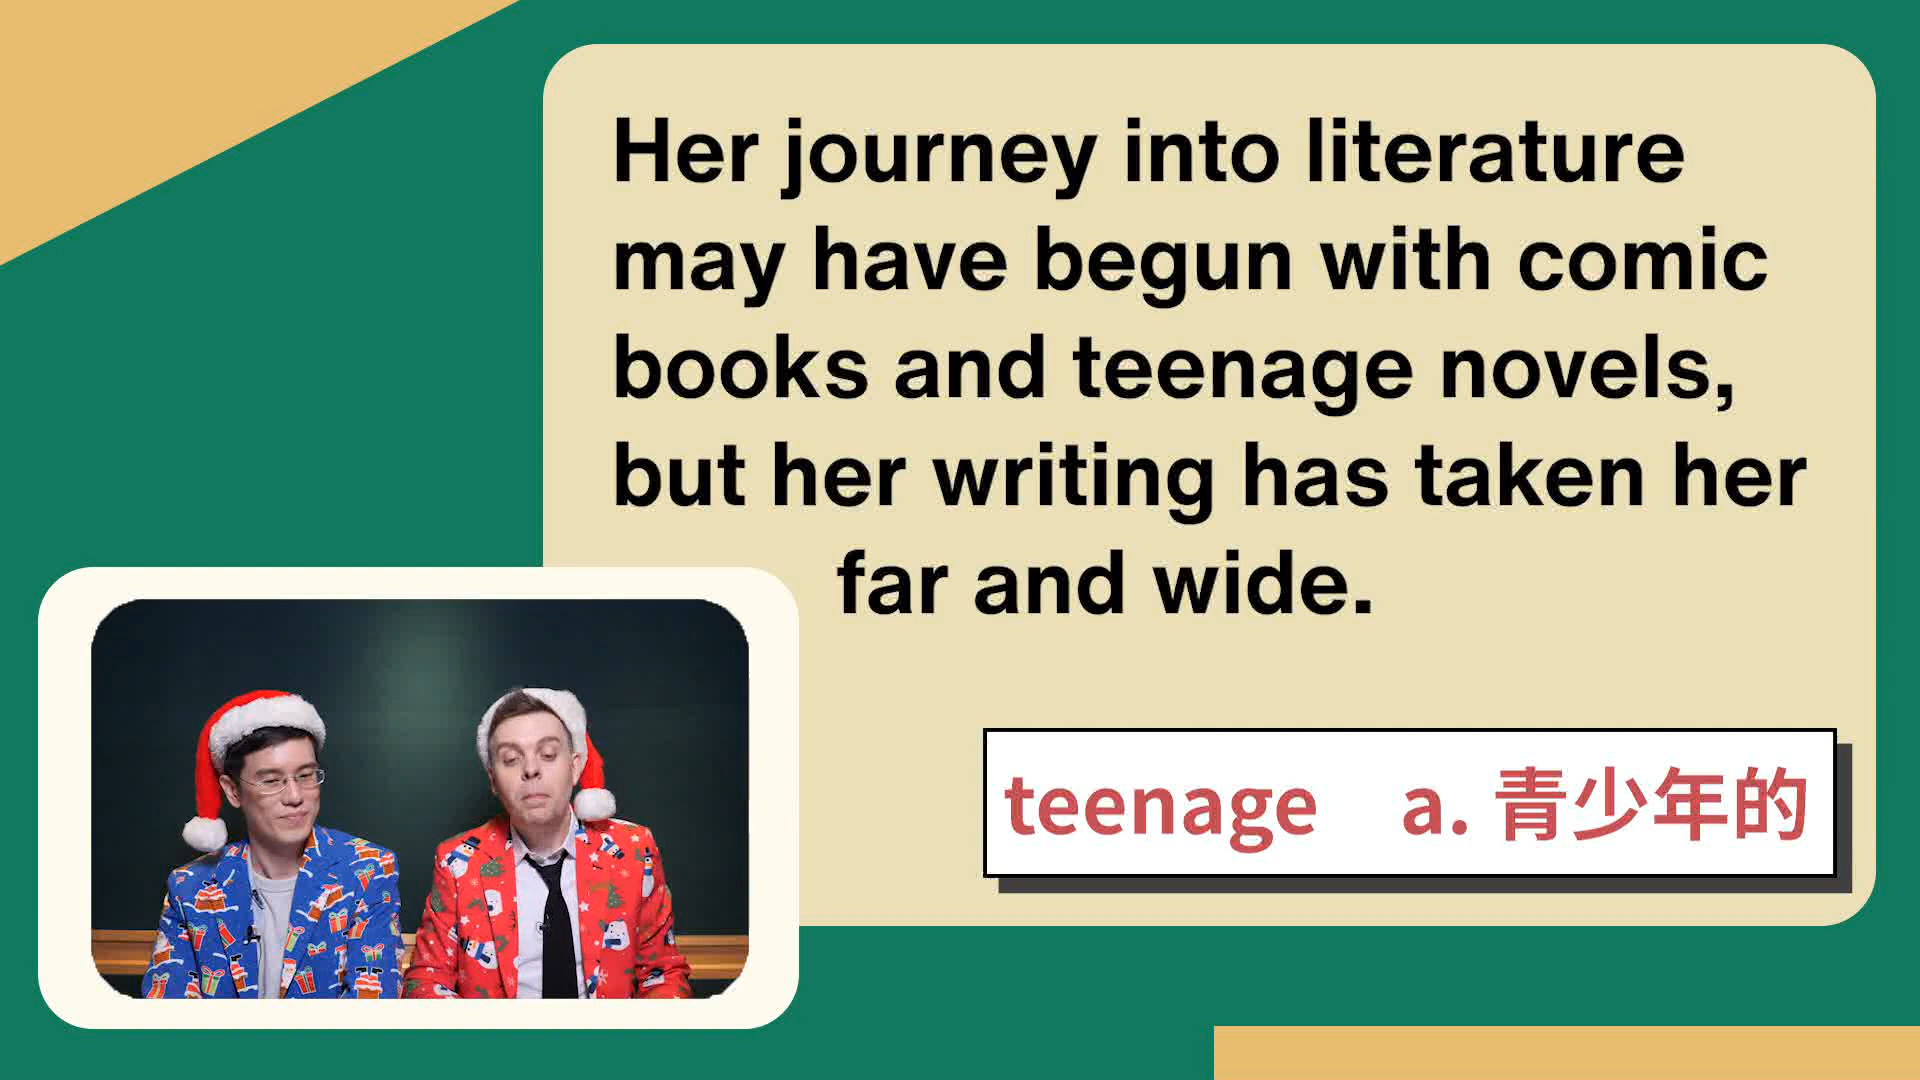 Her journey into literature
may have begun with comic
books and teenage novels,
but her writing has taken her
far and wide.
teenage a. 青少年的